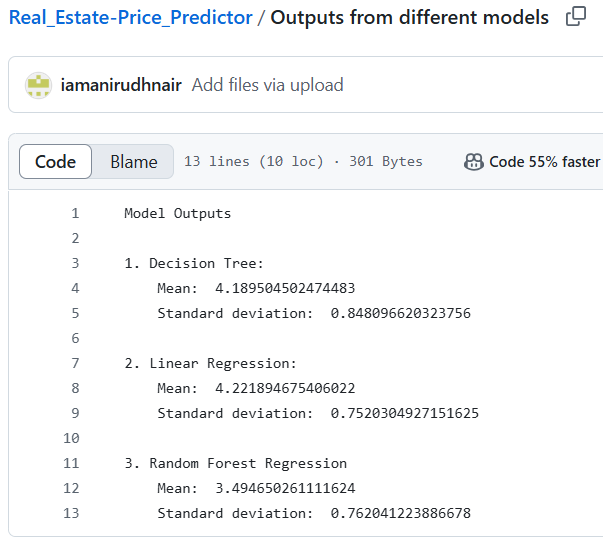 Real_Estate-Price_Predictor / Outputs from different models
iamanirudhnair Add files via upload
Code Blame 13 lines (10 loc) · 301 Bytes Code 55% faster
1 Model Outputs
2
3 1. Decision Tree:
4 Mean: 4.189504502474483
5 Standard deviation: 0.848096620323756
6
7 2. Linear Regression:
8 Mean: 4.221894675406022
9 Standard deviation: 0.7520304927151625
10
11 3. Random Forest Regression
12 Mean: 3.494650261111624
13 Standard deviation: 0.762041223886678